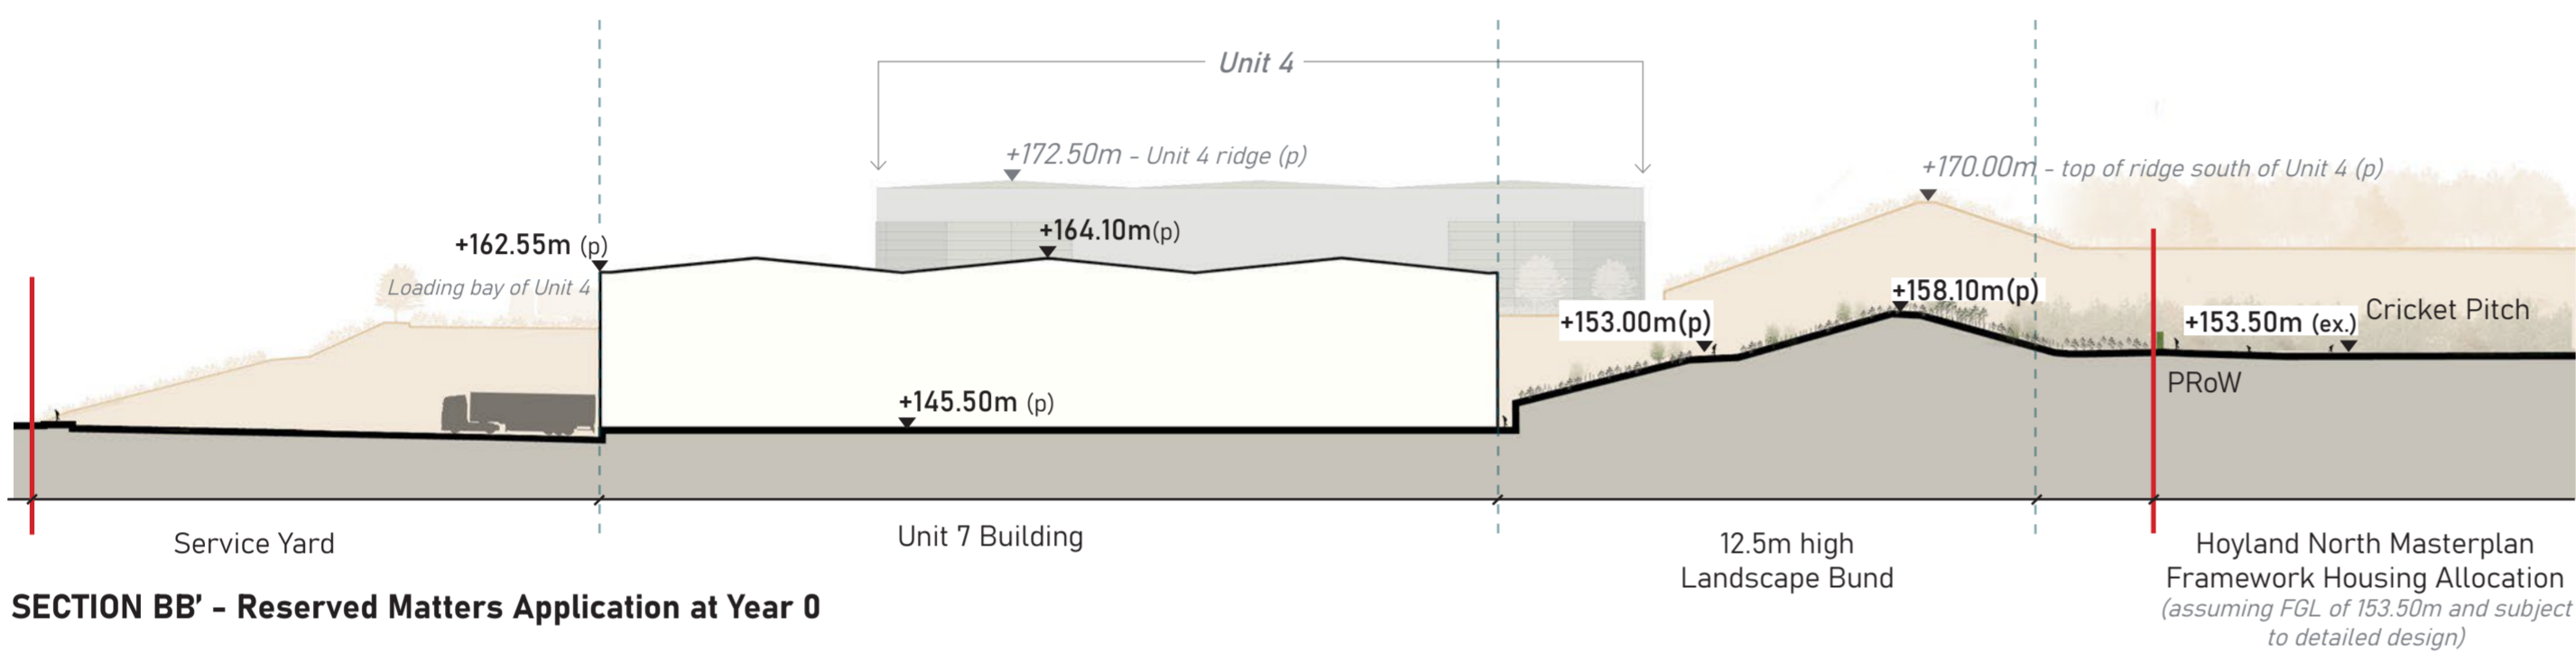 Unit 4
+172.50m - Unit 4 ridge (p)
+170.00m - top of ridge south of Unit 4 (p)
+162.55m (p)
+164.10m(p)
Loading bay of Unit 4
+158.10m(p)
+153.00m(p)
+153.50m (ex.)
Cricket Pitch
PRoW
+145.50m (p)
Service Yard
Unit 7 Building
12.5m high
Landscape Bund
Hoyland North Masterplan
Framework Housing Allocation
(assuming FGL of 153.50m and subject
to detailed design)
SECTION BB’ - Reserved Matters Application at Year 0